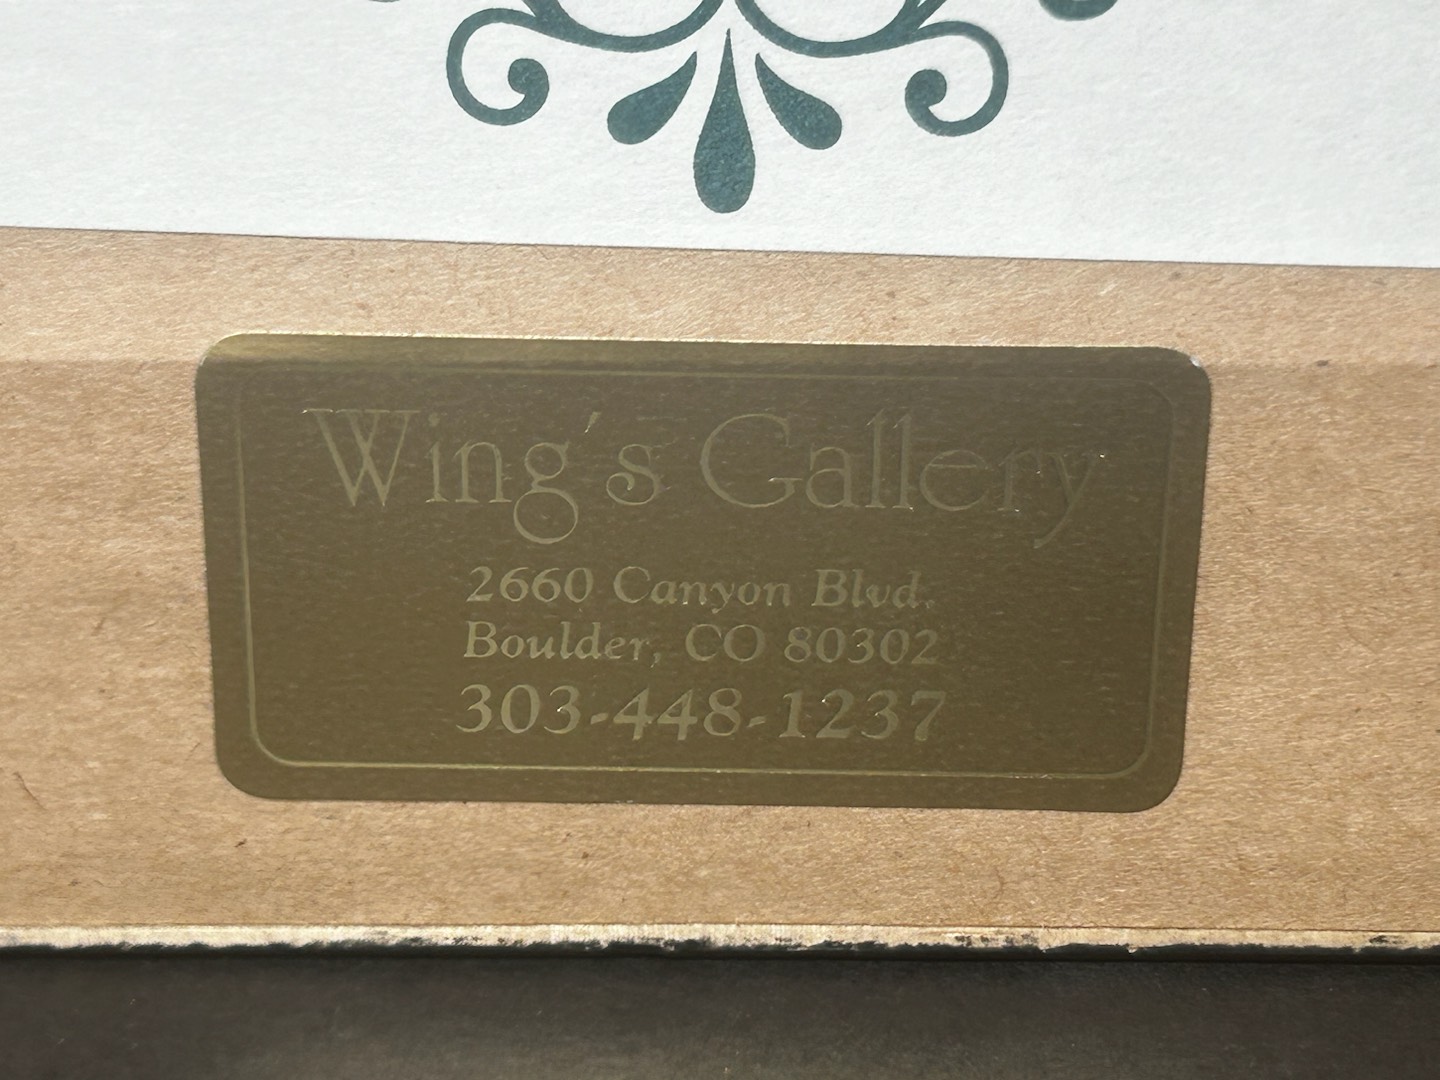 Wing's Gallery
2660 Canyon Blvd.
Boulder, CO 80302
303-448-1237